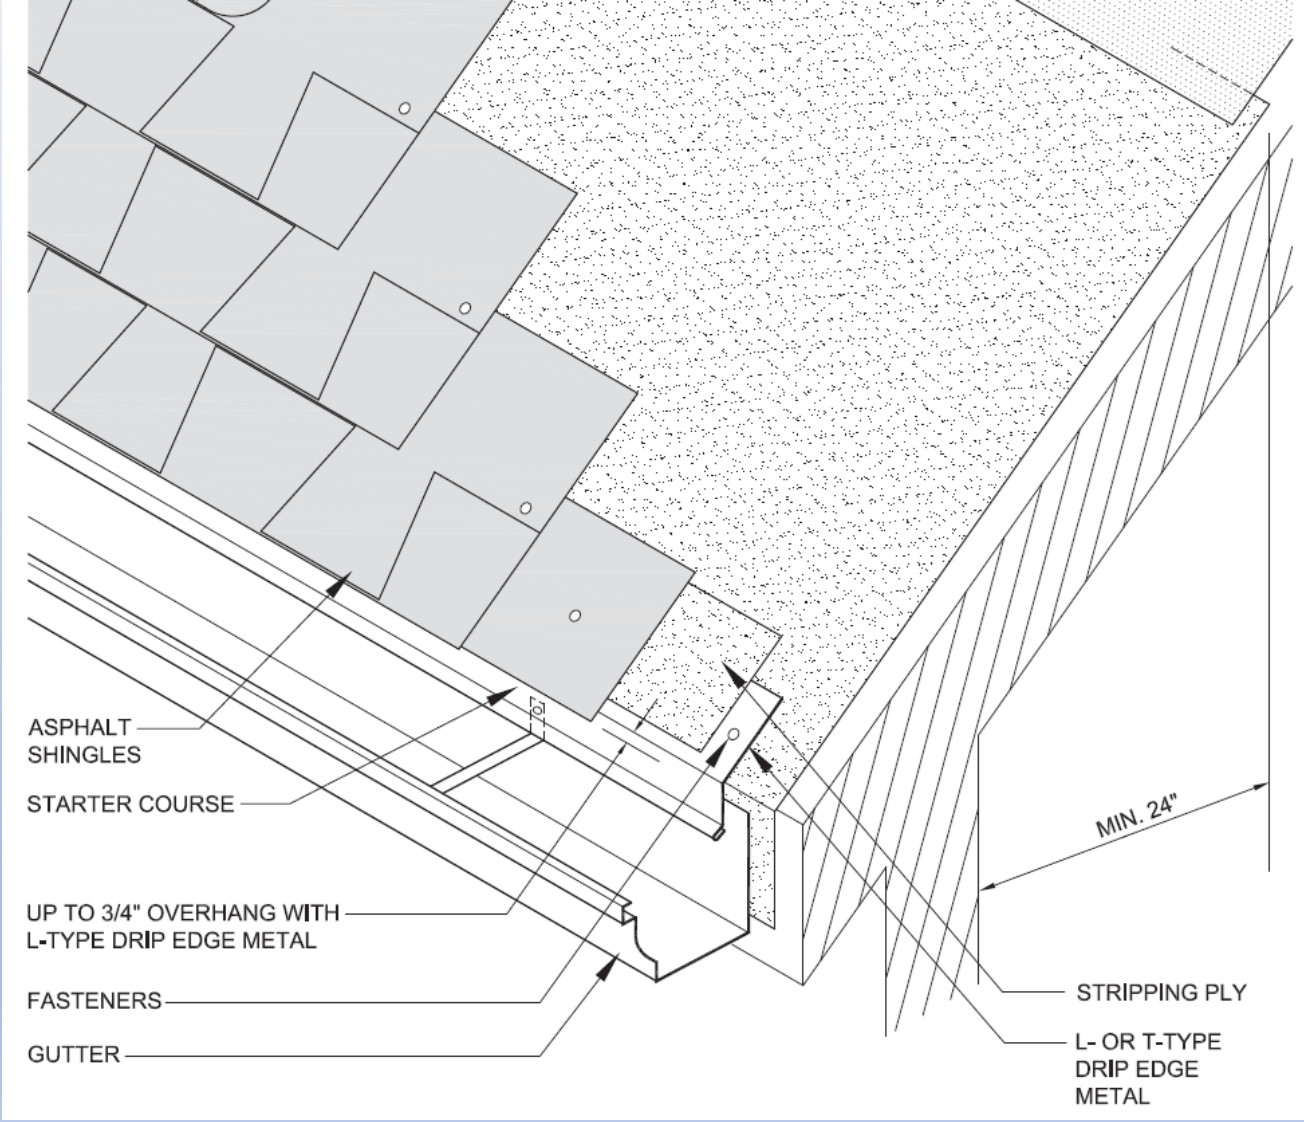 ASPHALT
SHINGLES
STARTER COURSE
UP TO 3/4" OVERHANG WITH
L-TYPE DRIP EDGE METAL
FASTENERS
GUTTER
MIN. 24"
STRIPPING PLY
L- OR T-TYPE
DRIP EDGE
METAL